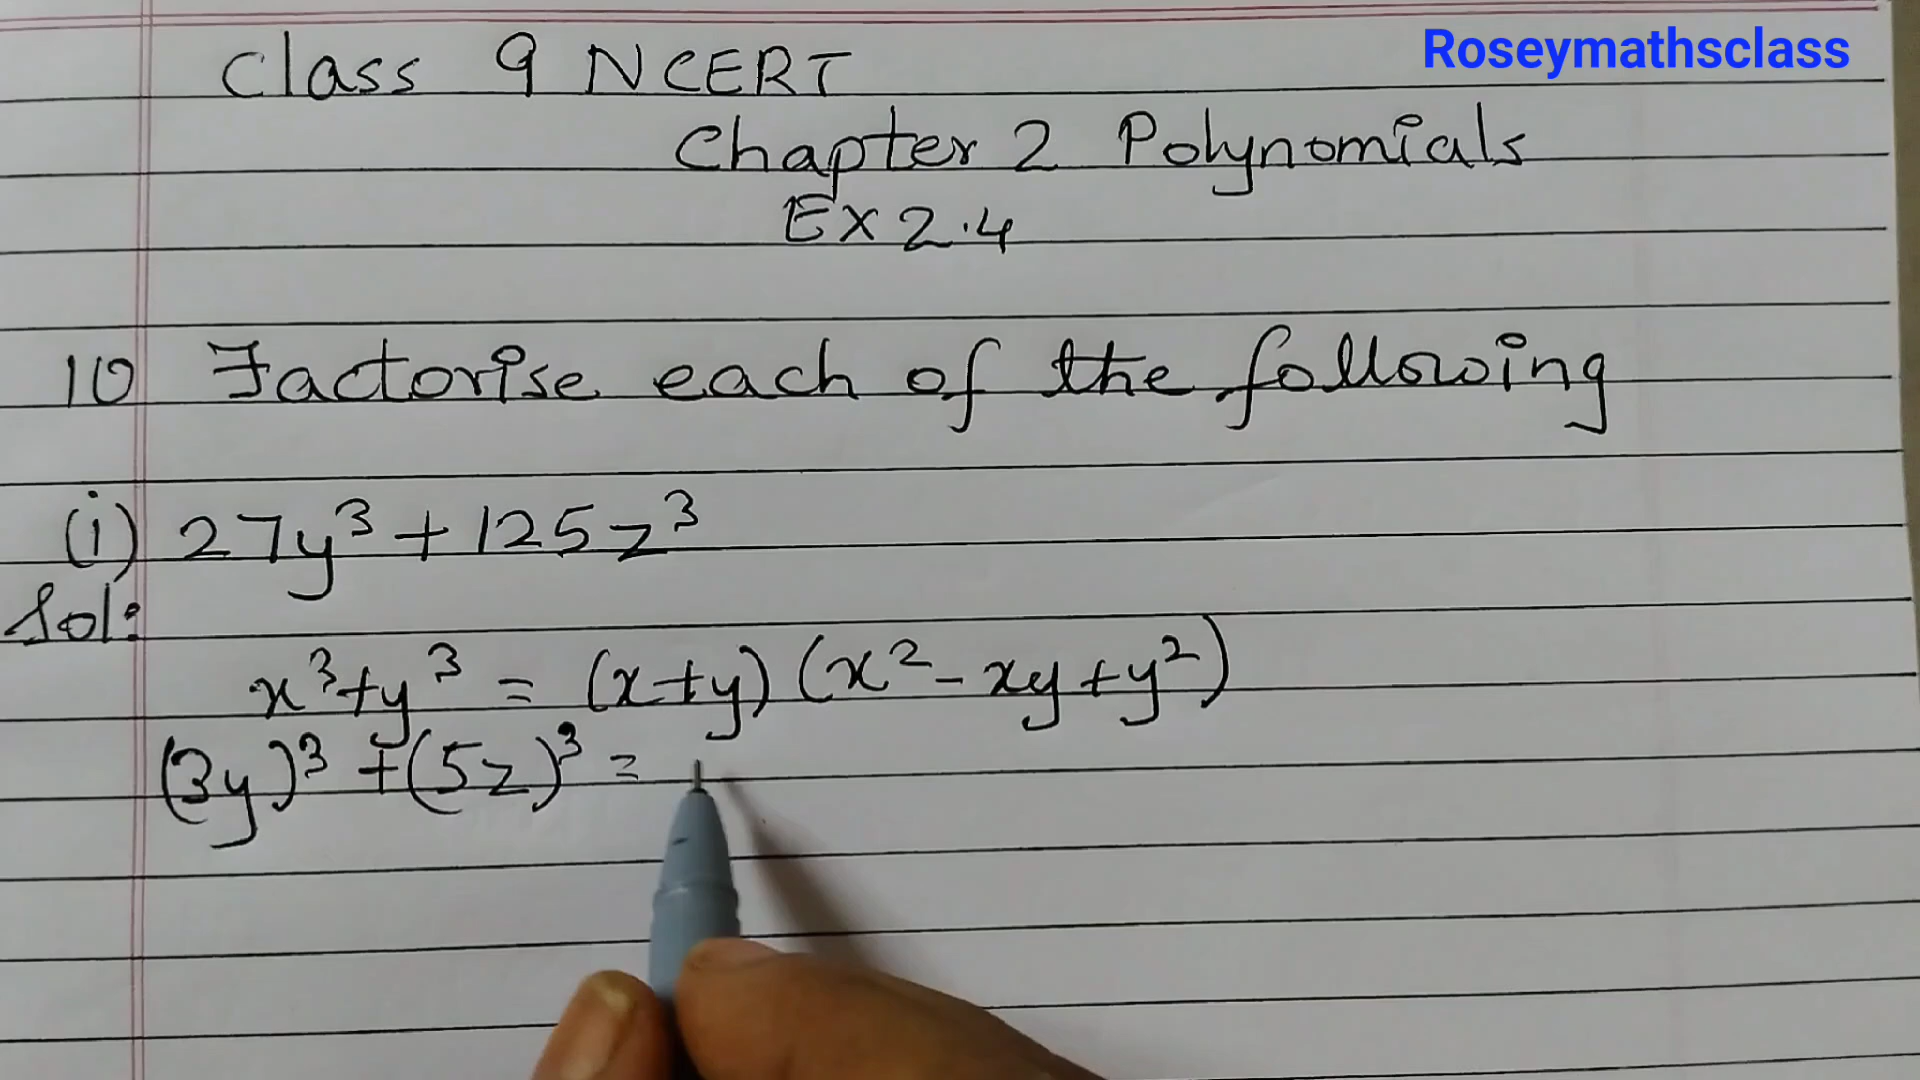 Roseymathsclass
Class 9 NCERT
Chapter 2 Polynomials
Ex 2.4
10 Factorise each of the following
(i) 27y³ + 125z³
Sol:
x³+y³ = (x+y) (x² - xy + y²)
(3y)³ + (5z)³ =